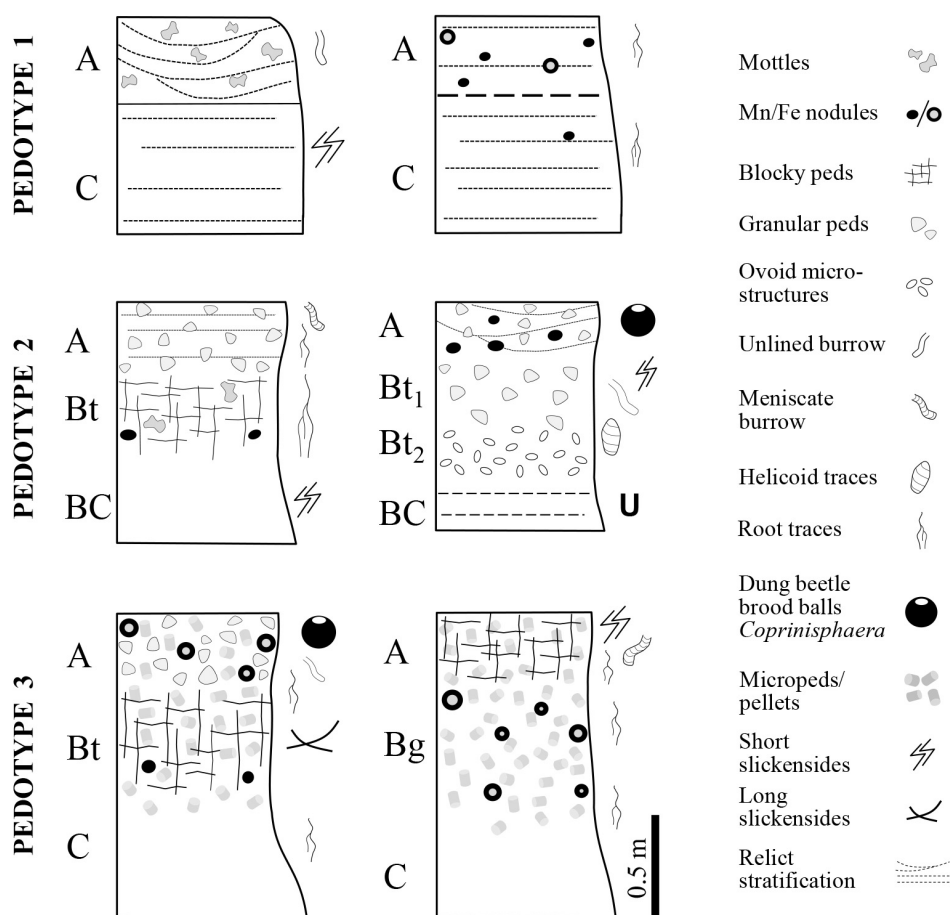 PEDOTYPE 1
A
C
A
C
PEDOTYPE 2
A
Bt
BC
A
Bt1
Bt2
BC
U
PEDOTYPE 3
A
Bt
C
A
Bg
C
0.5 m
Mottles
Mn/Fe nodules
/
Blocky peds
Granular peds
Ovoid micro-
structures
Unlined burrow
Meniscate
burrow
Helicoid traces
Root traces
Dung beetle
brood balls
Coprinisphaera
Micropeds/
pellets
Short
slickensides
Long
slickensides
Relict
stratification